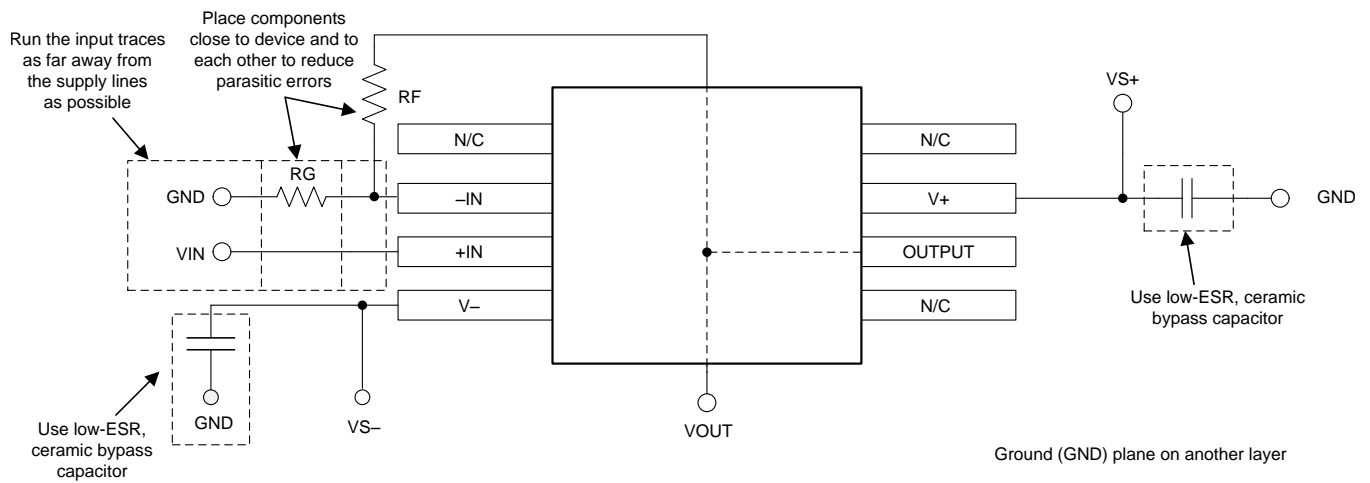 Place components
close to device and to
each other to reduce
parasitic errors
Run the input traces
as far away from
the supply lines
as possible
RF
VS+
N/C
N/C
RG
GND
–IN
V+
GND
VIN
+IN
OUTPUT
V–
N/C
Use low-ESR, ceramic
bypass capacitor
GND
VS–
VOUT
Use low-ESR,
ceramic bypass
capacitor
Ground (GND) plane on another layer